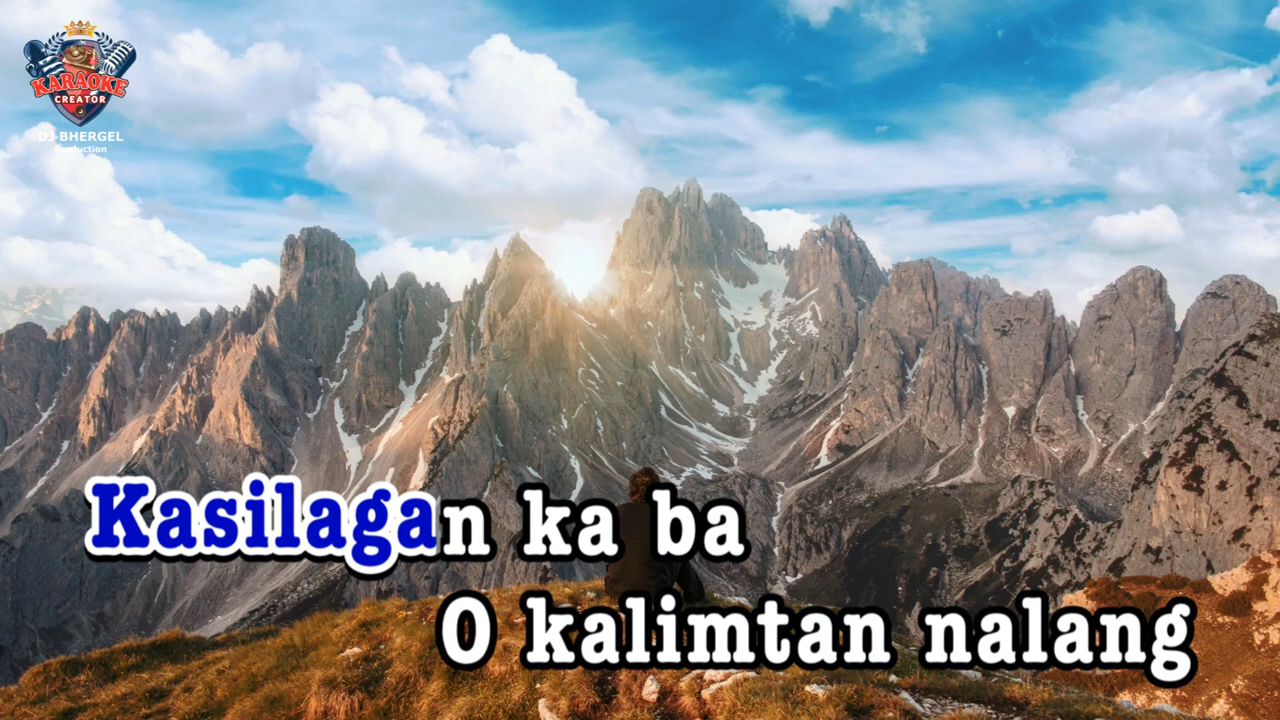 KARAOKE
CREATOR
DJ BHERGEL
Production
Kasilagan ka ba
O kalimtan nalang